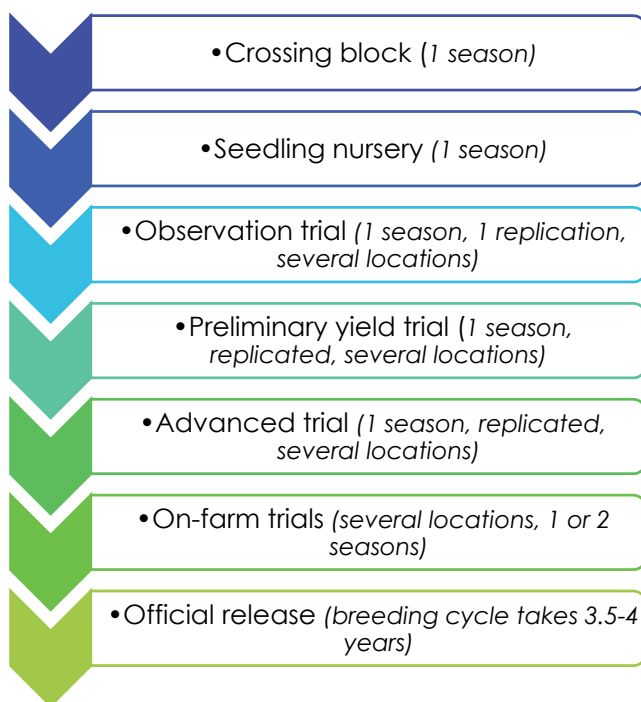 •Crossing block (1 season)
•Seedling nursery (1 season)
•Observation trial (1 season, 1 replication,
several locations)
•Preliminary yield trial (1 season,
replicated, several locations)
•Advanced trial (1 season, replicated,
several locations)
•On-farm trials (several locations, 1 or 2
seasons)
•Official release (breeding cycle takes 3.5-4
years)